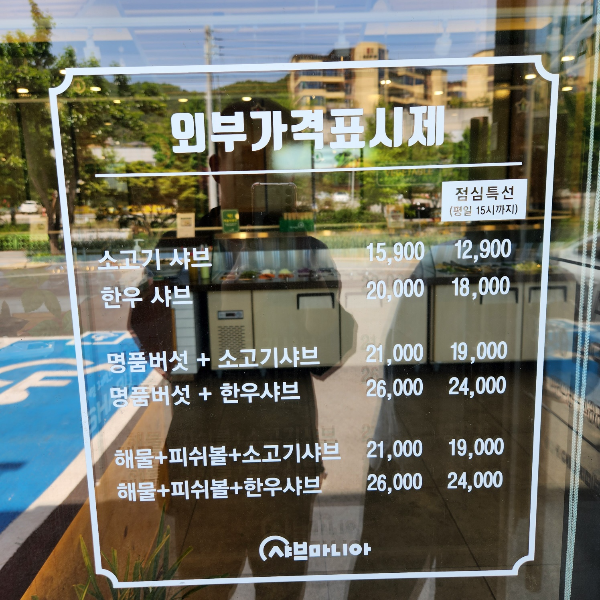 외부가격표시제
점심특선
(평일 15시까지)
소고기 샤브 15,900 12,900
한우 샤브 20,000 18,000
명품버섯 + 소고기샤브 21,000 19,000
명품버섯 + 한우샤브 26,000 24,000
해물+피쉬볼+소고기샤브 21,000 19,000
해물+피쉬볼+한우샤브 26,000 24,000
샤브마니아